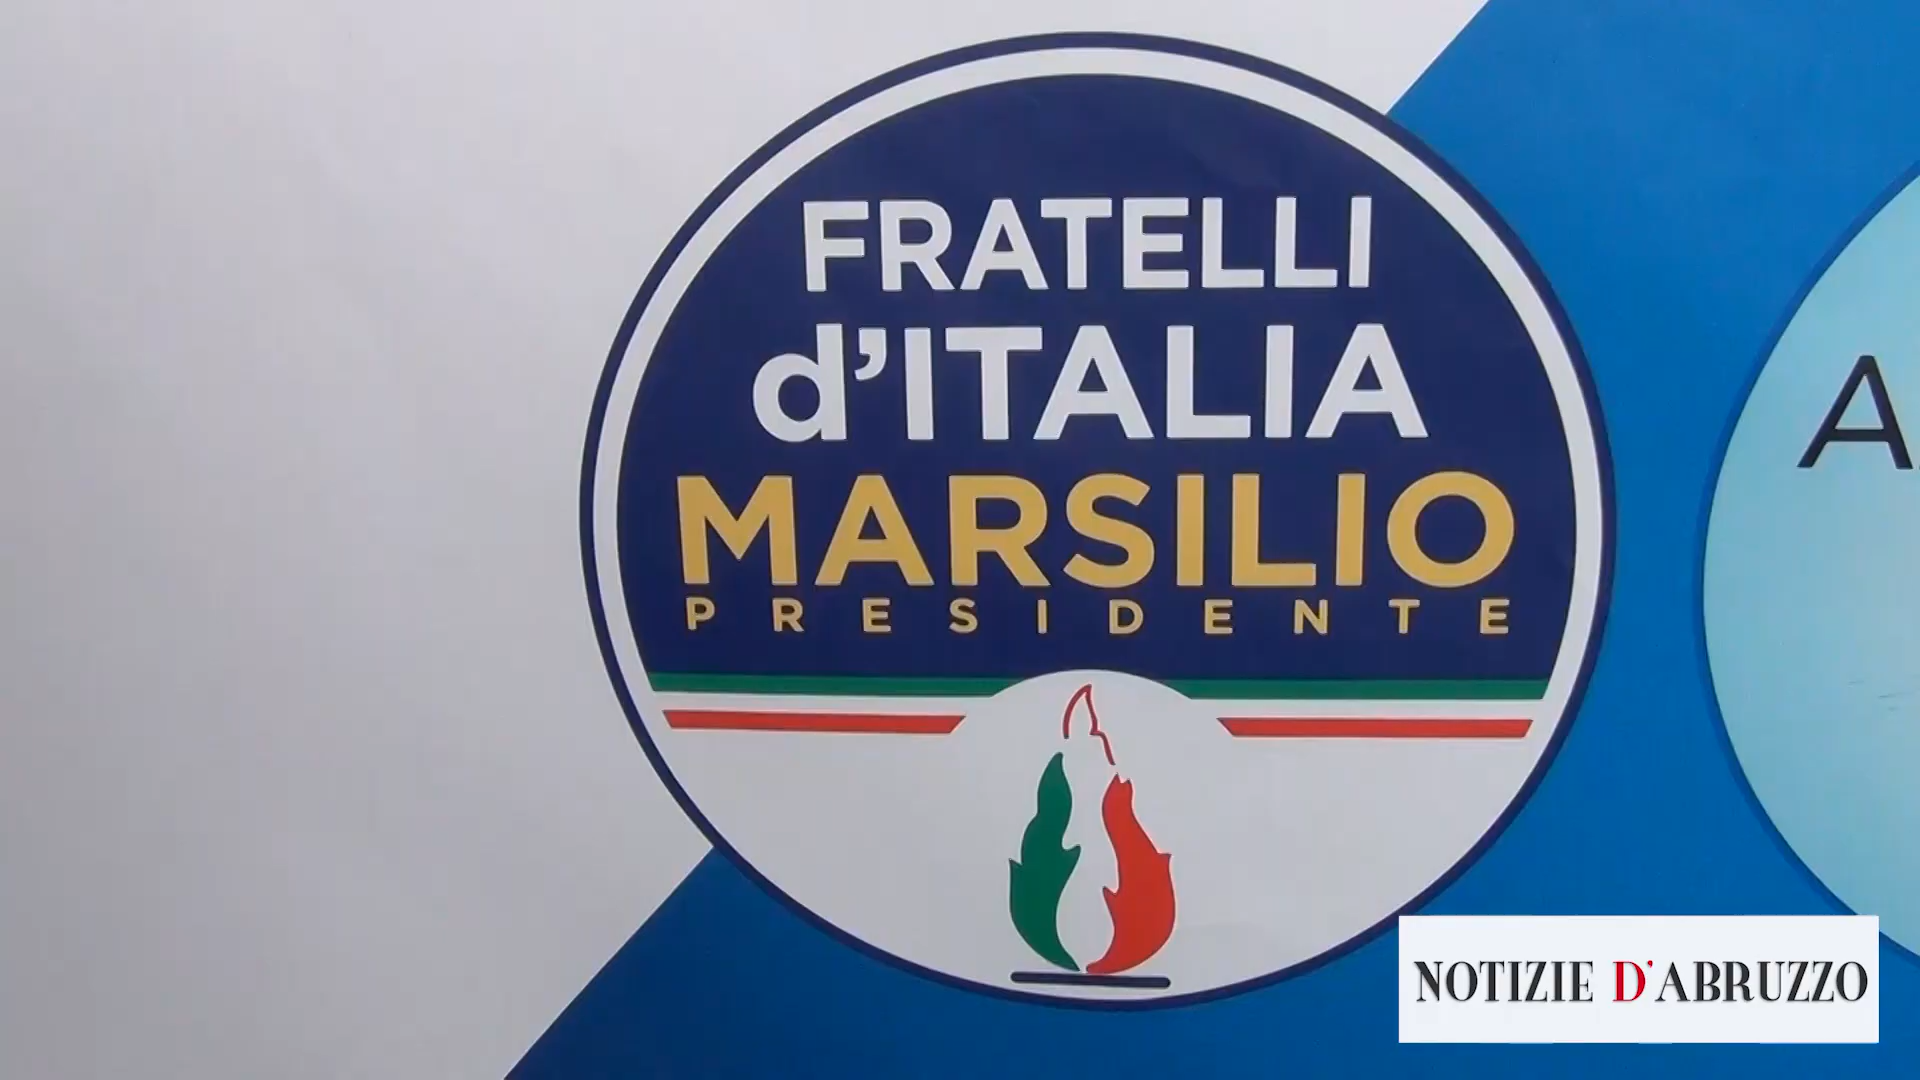 FRATELLI
d'ITALIA
MARSILIO
PRESIDENTE
NOTIZIE D'ABRUZZO